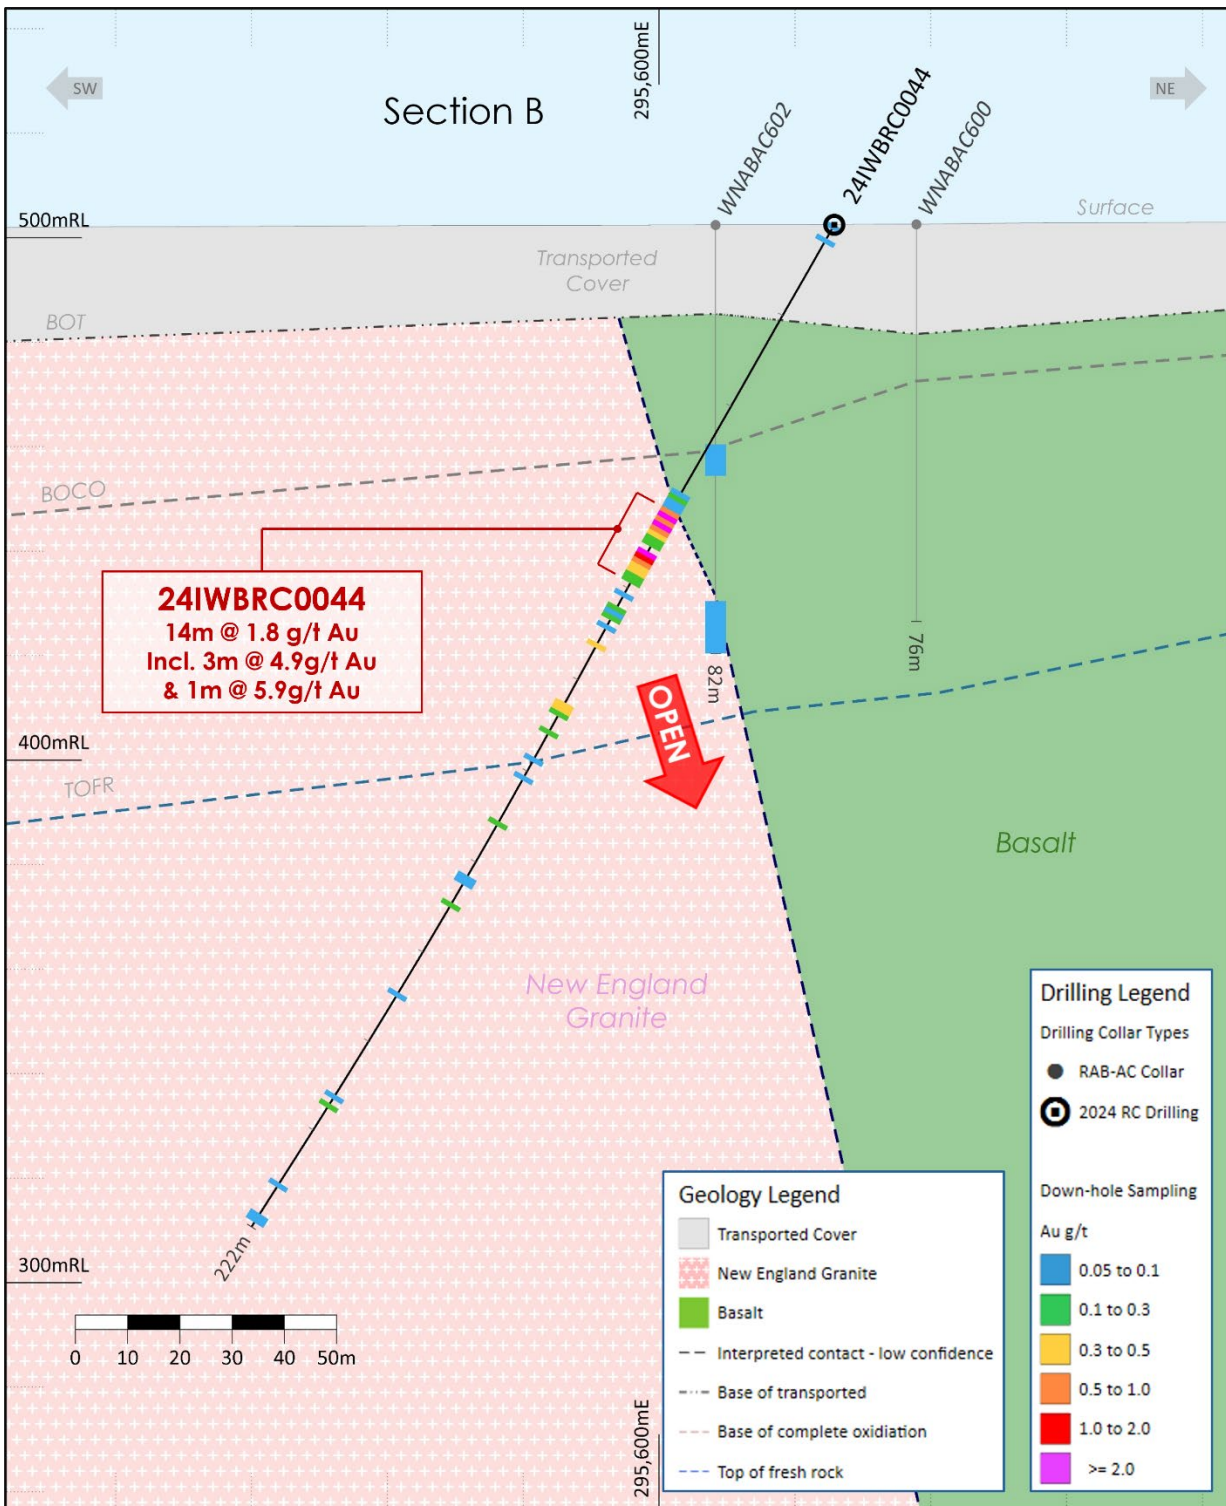 295,600mE
SW
Section B
NE
WNABAC602
24IWBRC0044
WNABAC600
500mRL
Surface
Transported
Cover
BOT
BOCO
24IWBRC0044
14m @ 1.8 g/t Au
Incl. 3m @ 4.9g/t Au
& 1m @ 5.9g/t Au
76m
82m
OPEN
400mRL
TOFR
Basalt
New England
Granite
222m
300mRL
0 10 20 30 40 50m
295,600mE
Geology Legend
Transported Cover
New England Granite
Basalt
Interpreted contact - low confidence
Base of transported
Base of complete oxidiation
Top of fresh rock
Drilling Legend
Drilling Collar Types
RAB-AC Collar
2024 RC Drilling
Down-hole Sampling
Au g/t
0.05 to 0.1
0.1 to 0.3
0.3 to 0.5
0.5 to 1.0
1.0 to 2.0
>= 2.0